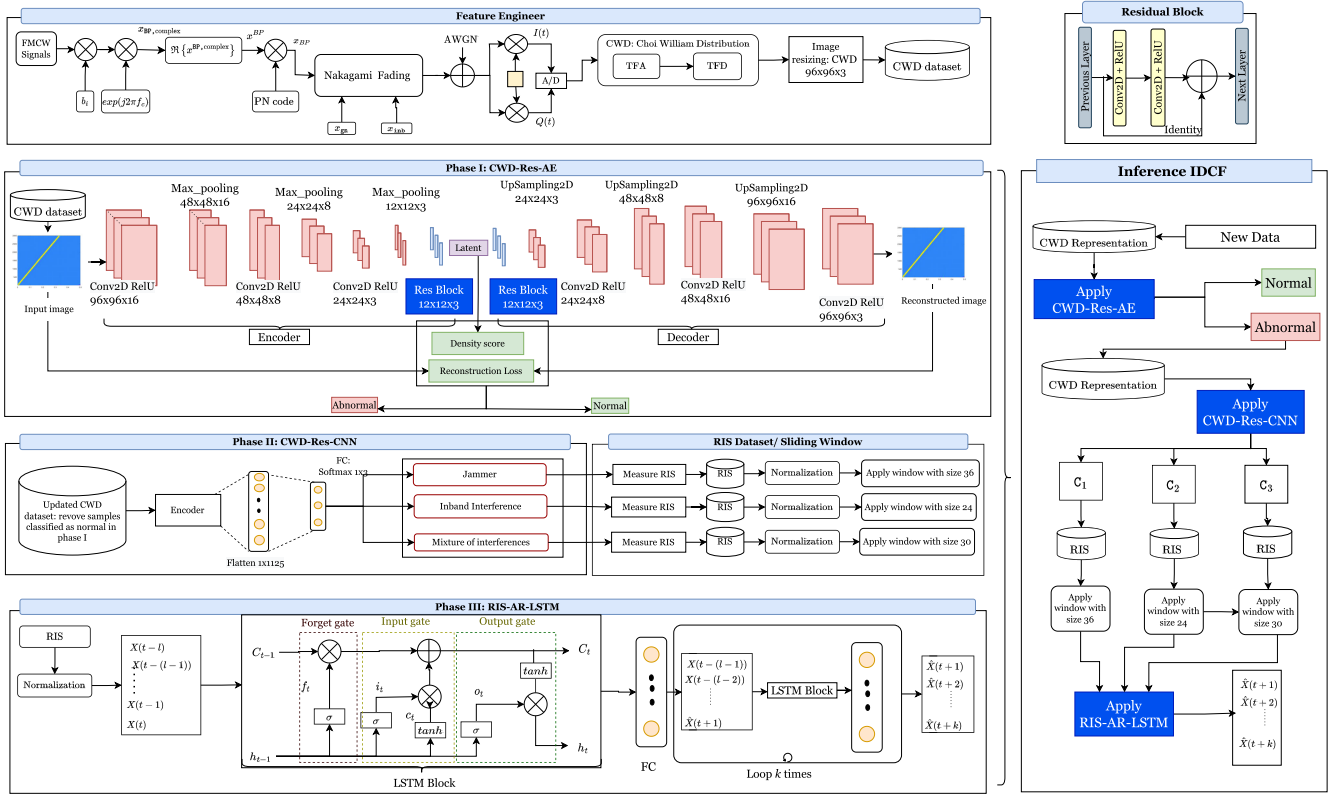 Feature Engineer
FMCW
Signals
b_i
exp(j2πf_c)
x_BP,complex
ℜ{x^BP,complex}
x^BP
x_BP
PN code
Nakagami Fading
x_gn
x_inb
AWGN
I(t)
Q(t)
A/D
CWD: Choi William Distribution
TFA
TFD
Image
resizing: CWD
96x96x3
CWD dataset
Residual Block
Previous Layer
Conv2D + RelU
Conv2D + RelU
Next Layer
Identity
Phase I: CWD-Res-AE
CWD dataset
Input image
Conv2D RelU
96x96x16
Max_pooling
48x48x16
Conv2D RelU
48x48x8
Max_pooling
24x24x8
Conv2D RelU
24x24x3
Max_pooling
12x12x3
Res Block
12x12x3
Latent
Res Block
12x12x3
UpSampling2D
24x24x3
Conv2D RelU
24x24x8
UpSampling2D
48x48x8
Conv2D RelU
48x48x16
UpSampling2D
96x96x16
Conv2D RelU
96x96x3
Reconstructed image
Encoder
Decoder
Density score
Reconstruction Loss
Abnormal
Normal
Phase II: CWD-Res-CNN
Updated CWD
dataset: revove samples
classified as normal in
phase I
Encoder
Flatten 1x1125
FC:
Softmax 1x3
Jammer
Inband Interference
Mixture of interferences
RIS Dataset/ Sliding Window
Measure RIS
RIS
Normalization
Apply window with size 36
Measure RIS
RIS
Normalization
Apply window with size 24
Measure RIS
RIS
Normalization
Apply window with size 30
Phase III: RIS-AR-LSTM
RIS
Normalization
X(t−l)
X(t−(l−1))
X(t−1)
X(t)
Forget gate
Input gate
Output gate
C_t−1
C_t
f_t
i_t
c_t
o_t
σ
σ
tanh
σ
tanh
h_t−1
h_t
LSTM Block
FC
X(t−(l−1))
X(t−(l−2))
X̂(t+1)
LSTM Block
Loop k times
X̂(t+1)
X̂(t+2)
X̂(t+k)
Inference IDCF
New Data
CWD Representation
Apply
CWD-Res-AE
Normal
Abnormal
CWD Representation
Apply
CWD-Res-CNN
C₁
C₂
C₃
RIS
RIS
RIS
Apply
window with
size 36
Apply
window with
size 24
Apply
window with
size 30
Apply
RIS-AR-LSTM
X̂(t+1)
X̂(t+2)
X̂(t+k)